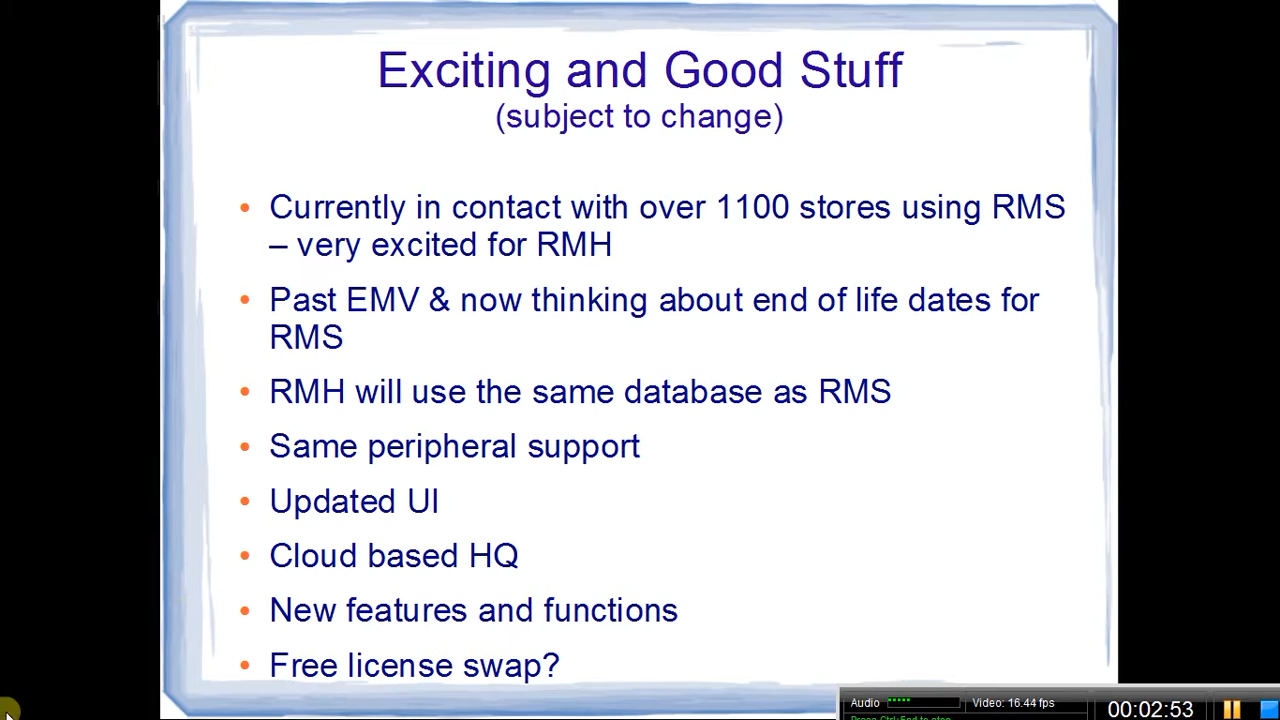 Exciting and Good Stuff
(subject to change)
• Currently in contact with over 1100 stores using RMS
– very excited for RMH
• Past EMV & now thinking about end of life dates for
RMS
• RMH will use the same database as RMS
• Same peripheral support
• Updated UI
• Cloud based HQ
• New features and functions
• Free license swap?
Audio
Video: 16.44 fps
00:02:53